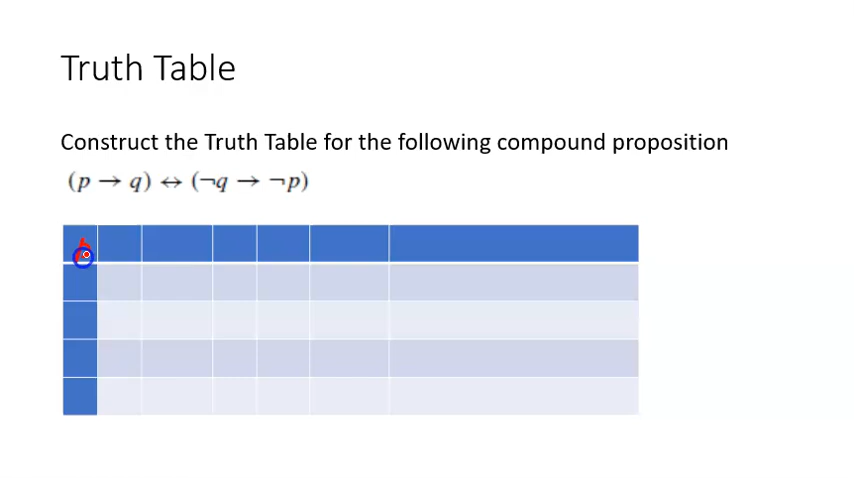 Truth Table
Construct the Truth Table for the following compound proposition
(p → q) ↔ (¬q → ¬p)